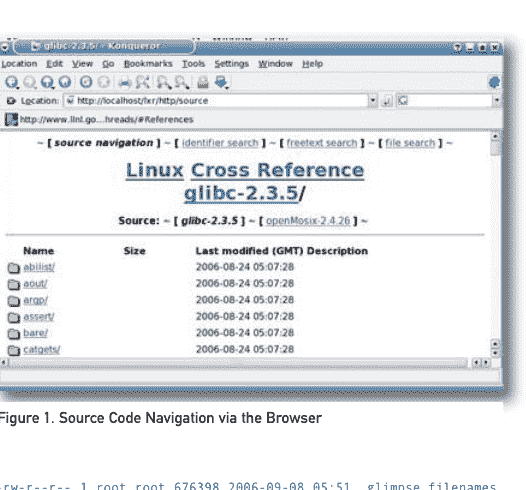 glibc-2.3.5/ - Konqueror
Location Edit View Go Bookmarks Tools Settings Window Help
Location: http://localhost/lxr/http/source
http://www.llnl.go...hreads/#References
~ [ source navigation ] ~ [ identifier search ] ~ [ freetext search ] ~ [ file search ] ~
Linux Cross Reference
glibc-2.3.5/
Source: ~ [ glibc-2.3.5 ] ~ [ openMosix-2.4.26 ] ~
Name Size Last modified (GMT) Description
abilist/ 2006-08-24 05:07:28
aout/ 2006-08-24 05:07:28
argp/ 2006-08-24 05:07:28
assert/ 2006-08-24 05:07:28
bare/ 2006-08-24 05:07:28
catgets/ 2006-08-24 05:07:28
Figure 1. Source Code Navigation via the Browser
-rw-r--r-- 1 root root 676398 2006-09-08 05:51 glimpse_filenames